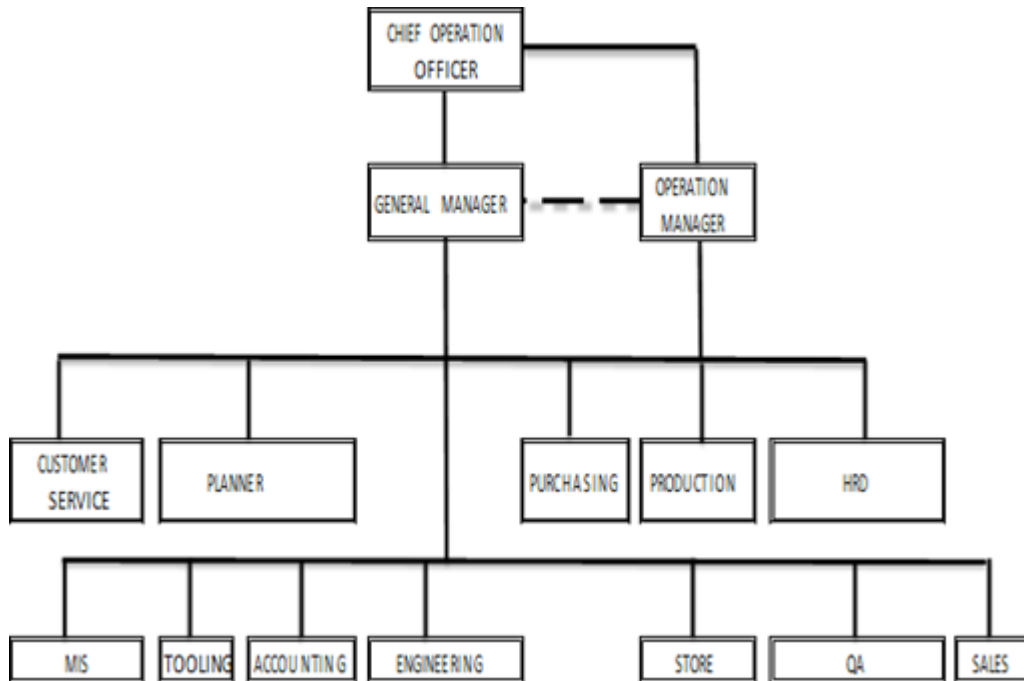 CHIEF OPERATION
OFFICER
GENERAL MANAGER
OPERATION
MANAGER
CUSTOMER
SERVICE
PLANNER
PURCHASING
PRODUCTION
HRD
MIS
TOOLING
ACCOUNTING
ENGINEERING
STORE
QA
SALES